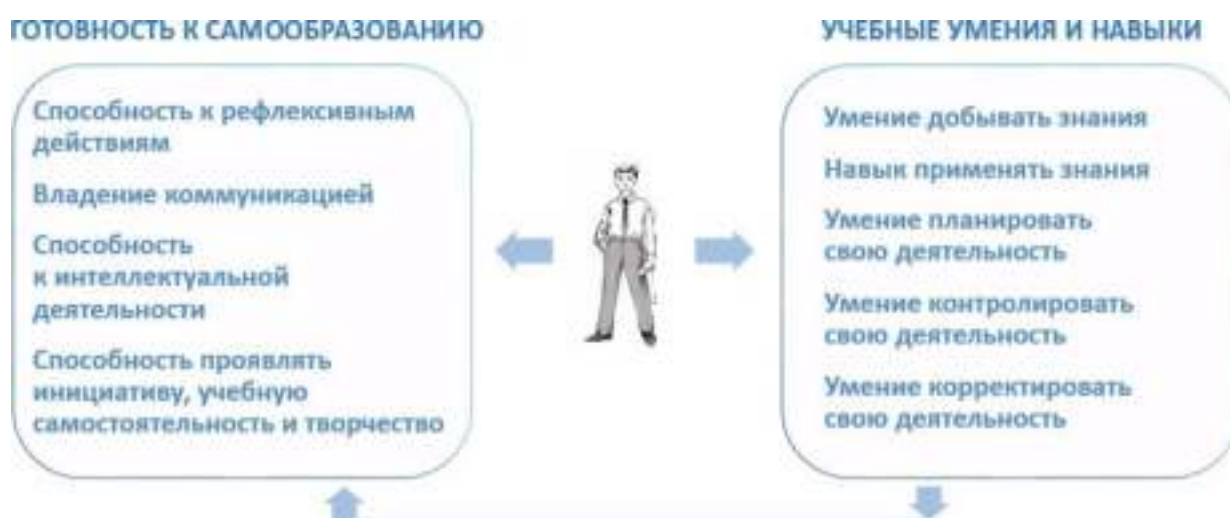 ГОТОВНОСТЬ К САМООБРАЗОВАНИЮ
Способность к рефлексивным
действиям
Владение коммуникацией
Способность
к интеллектуальной
деятельности
Способность проявлять
инициативу, учебную
самостоятельность и творчество
УЧЕБНЫЕ УМЕНИЯ И НАВЫКИ
Умение добывать знания
Навык применять знания
Умение планировать
свою деятельность
Умение контролировать
свою деятельность
Умение корректировать
свою деятельность